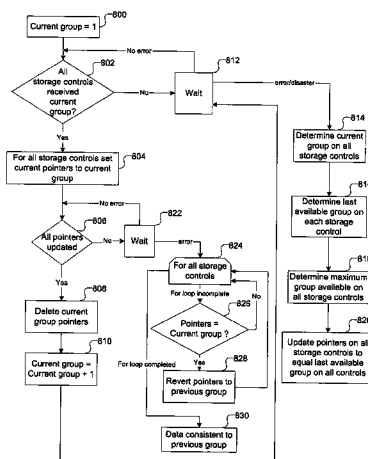 800
Current group = 1
No error
802
812
All
storage controls
received
current
group?
No
Wait
error/disaster
814
Determine current
group on all
storage controls
Yes
For all storage controls set
current pointers to current
group
804
816
Determine last
available group on
each storage
control
No error
822
806
All pointers
updated
No
Wait
error
824
For all storage
controls
818
Determine maximum
group available on
all storage controls
Yes
For loop incomplete
826
No
808
Delete current
group pointers
Pointers =
Current group ?
820
Update pointers on all
storage controls to
equal last available
group on all controls
810
Current group =
Current group + 1
For loop completed
Yes
828
Revert pointers to
previous group
830
Data consistent to
previous group